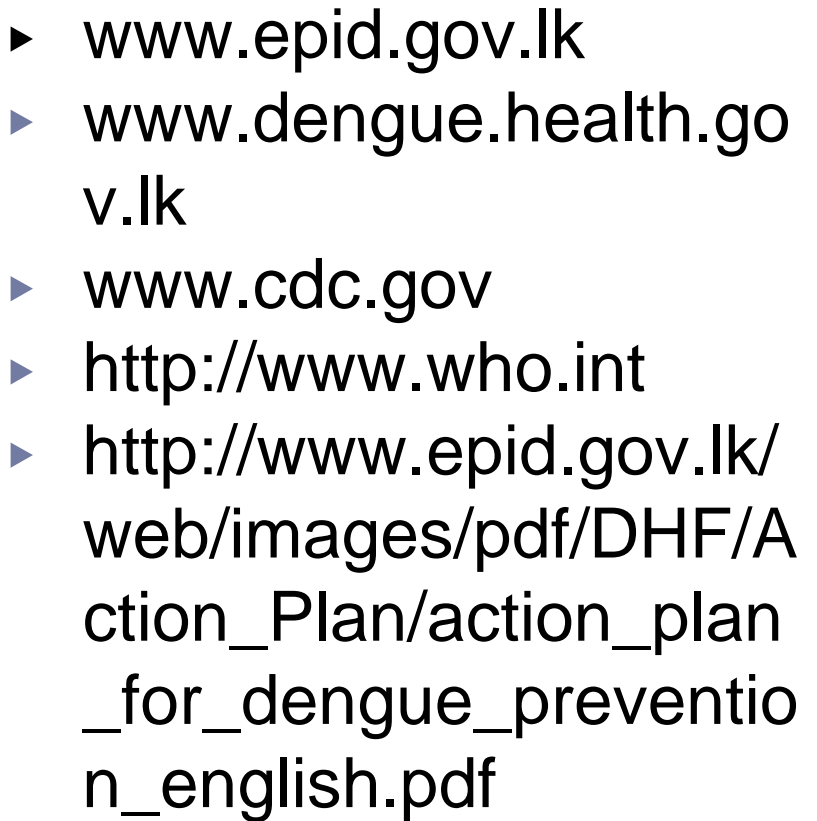 ▸ www.epid.gov.lk
▸ www.dengue.health.go
v.lk
▸ www.cdc.gov
▸ http://www.who.int
▸ http://www.epid.gov.lk/
web/images/pdf/DHF/A
ction_Plan/action_plan
_for_dengue_preventio
n_english.pdf